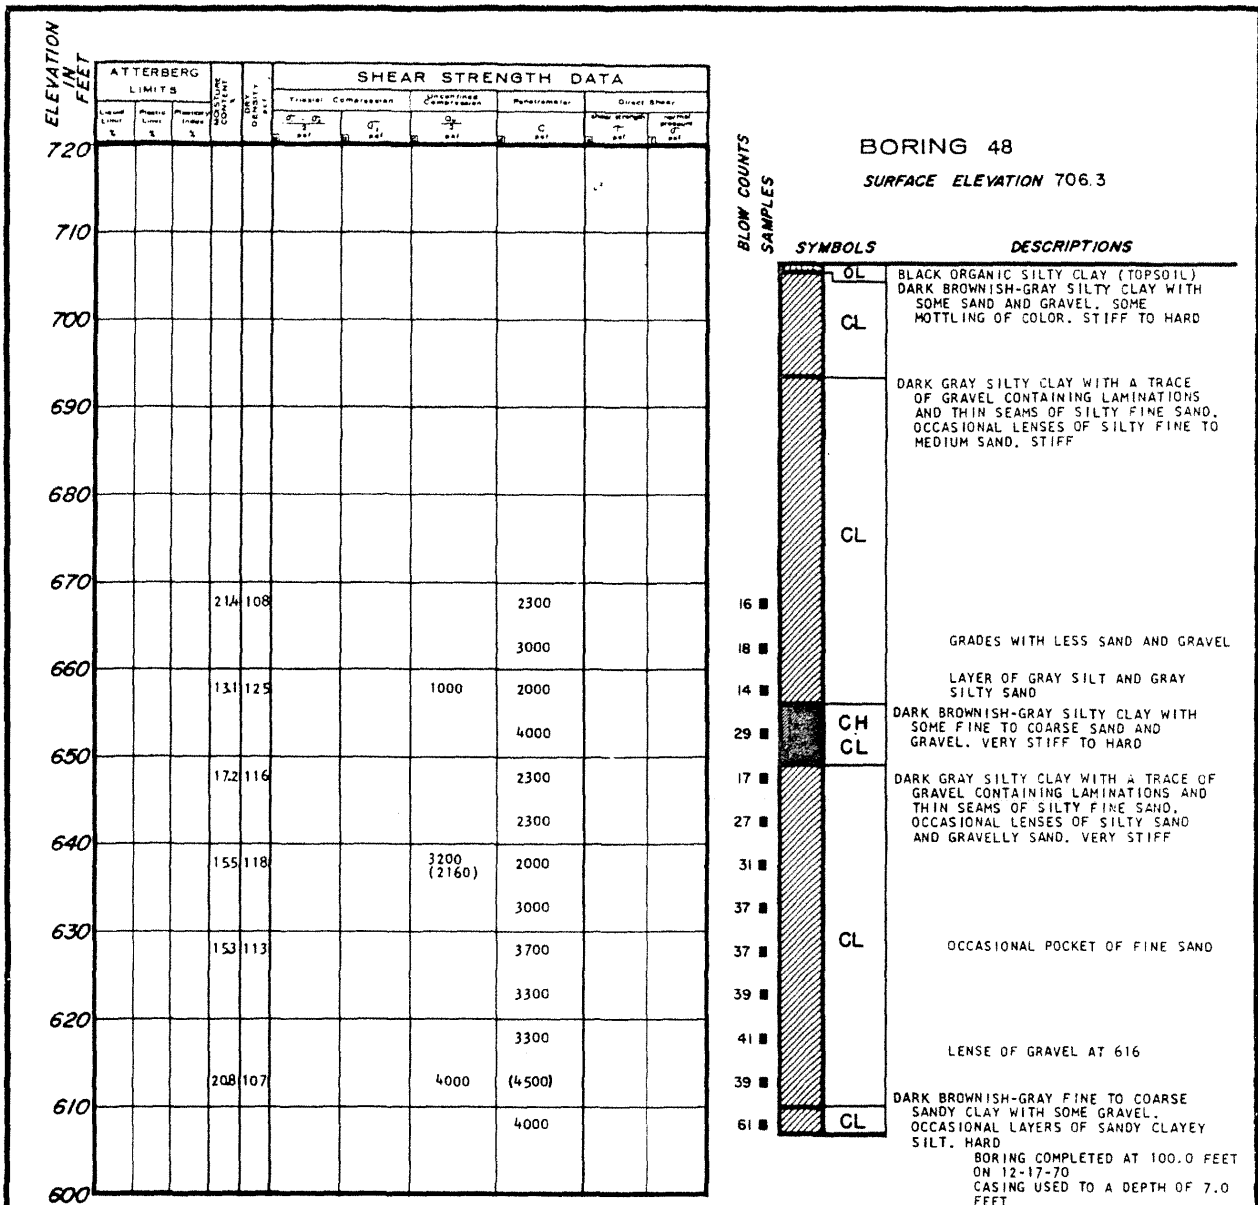 ELEVATION
IN
FEET
ATTERBERG
LIMITS
MOISTURE
CONTENT
%
DRY
DENSITY
PCF
SHEAR STRENGTH DATA
Triaxial Compression
Unconfined
Compression
Penetrometer
Direct Shear
Liquid
Limit
%
Plastic
Limit
%
Plasticity
Index
%
C
psf
shear strength
normal
pressure
BLOW COUNTS
SAMPLES
BORING 48
SURFACE ELEVATION 706.3
SYMBOLS DESCRIPTIONS
720
710
OL BLACK ORGANIC SILTY CLAY (TOPSOIL)
DARK BROWNISH-GRAY SILTY CLAY WITH
SOME SAND AND GRAVEL. SOME
MOTTLING OF COLOR. STIFF TO HARD
700 CL
DARK GRAY SILTY CLAY WITH A TRACE
OF GRAVEL CONTAINING LAMINATIONS
690 AND THIN SEAMS OF SILTY FINE SAND.
OCCASIONAL LENSES OF SILTY FINE TO
MEDIUM SAND. STIFF
680
CL
670
21.4 108 2300 16
3000 18 GRADES WITH LESS SAND AND GRAVEL
660
LAYER OF GRAY SILT AND GRAY
SILTY SAND
13.1 125 1000 2000 14
DARK BROWNISH-GRAY SILTY CLAY WITH
SOME FINE TO COARSE SAND AND
GRAVEL. VERY STIFF TO HARD
4000 29 CH
CL
650
17.2 116 2300 17 DARK GRAY SILTY CLAY WITH A TRACE OF
GRAVEL CONTAINING LAMINATIONS AND
THIN SEAMS OF SILTY FINE SAND.
2300 27 OCCASIONAL LENSES OF SILTY SAND
AND GRAVELLY SAND. VERY STIFF
640
15.5 118 3200 2000 31
(2160)
3000 37
630 CL
15.3 113 3700 37 OCCASIONAL POCKET OF FINE SAND
3300 39
620
3300 41
LENSE OF GRAVEL AT 616
20.8 107 4000 (4500) 39
610
DARK BROWNISH-GRAY FINE TO COARSE
SANDY CLAY WITH SOME GRAVEL.
4000 61 CL OCCASIONAL LAYERS OF SANDY CLAYEY
SILT. HARD
BORING COMPLETED AT 100.0 FEET
ON 12-17-70
CASING USED TO A DEPTH OF 7.0
FEET
600